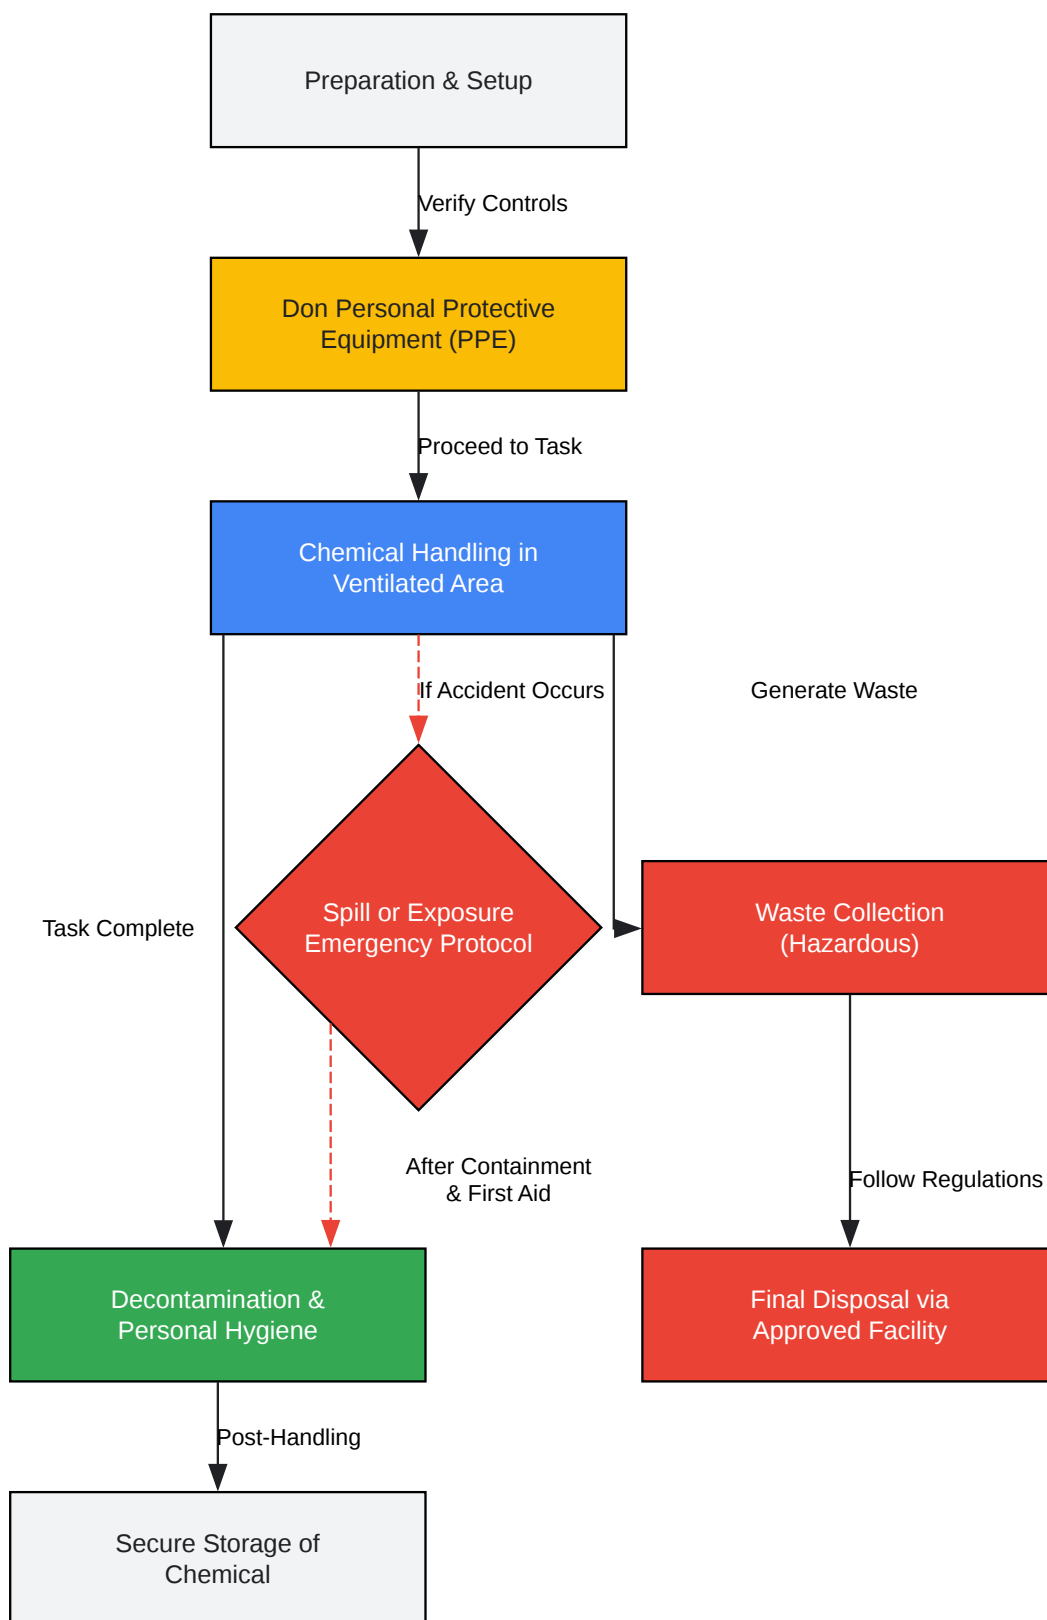 Preparation & Setup
Verify Controls
Don Personal Protective
Equipment (PPE)
Proceed to Task
Chemical Handling in
Ventilated Area
If Accident Occurs
Generate Waste
Task Complete
Spill or Exposure
Emergency Protocol
Waste Collection
(Hazardous)
After Containment
& First Aid
Follow Regulations
Decontamination &
Personal Hygiene
Final Disposal via
Approved Facility
Post-Handling
Secure Storage of
Chemical